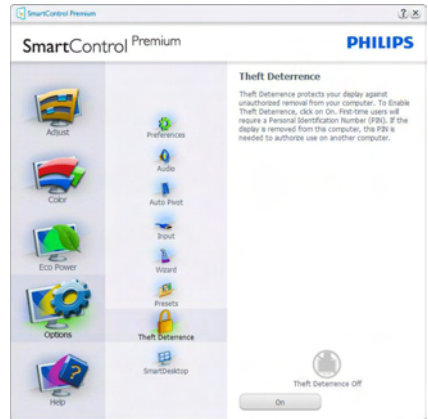 SmartControl Premium
SmartControl Premium
PHILIPS
Adjust
Color
Eco Power
Options
Help
Preferences
Audio
Auto Pivot
Input
Wizard
Presets
Theft Deterrence
SmartDesktop
Theft Deterrence
Theft Deterrence protects your display against
unauthorized removal from your computer. To Enable
Theft Deterrence, click on On. First-time users will
require a Personal Identification Number (PIN). If the
display is removed from this computer, this PIN is
needed to authorize use on another computer.
Theft Deterrence Off
On